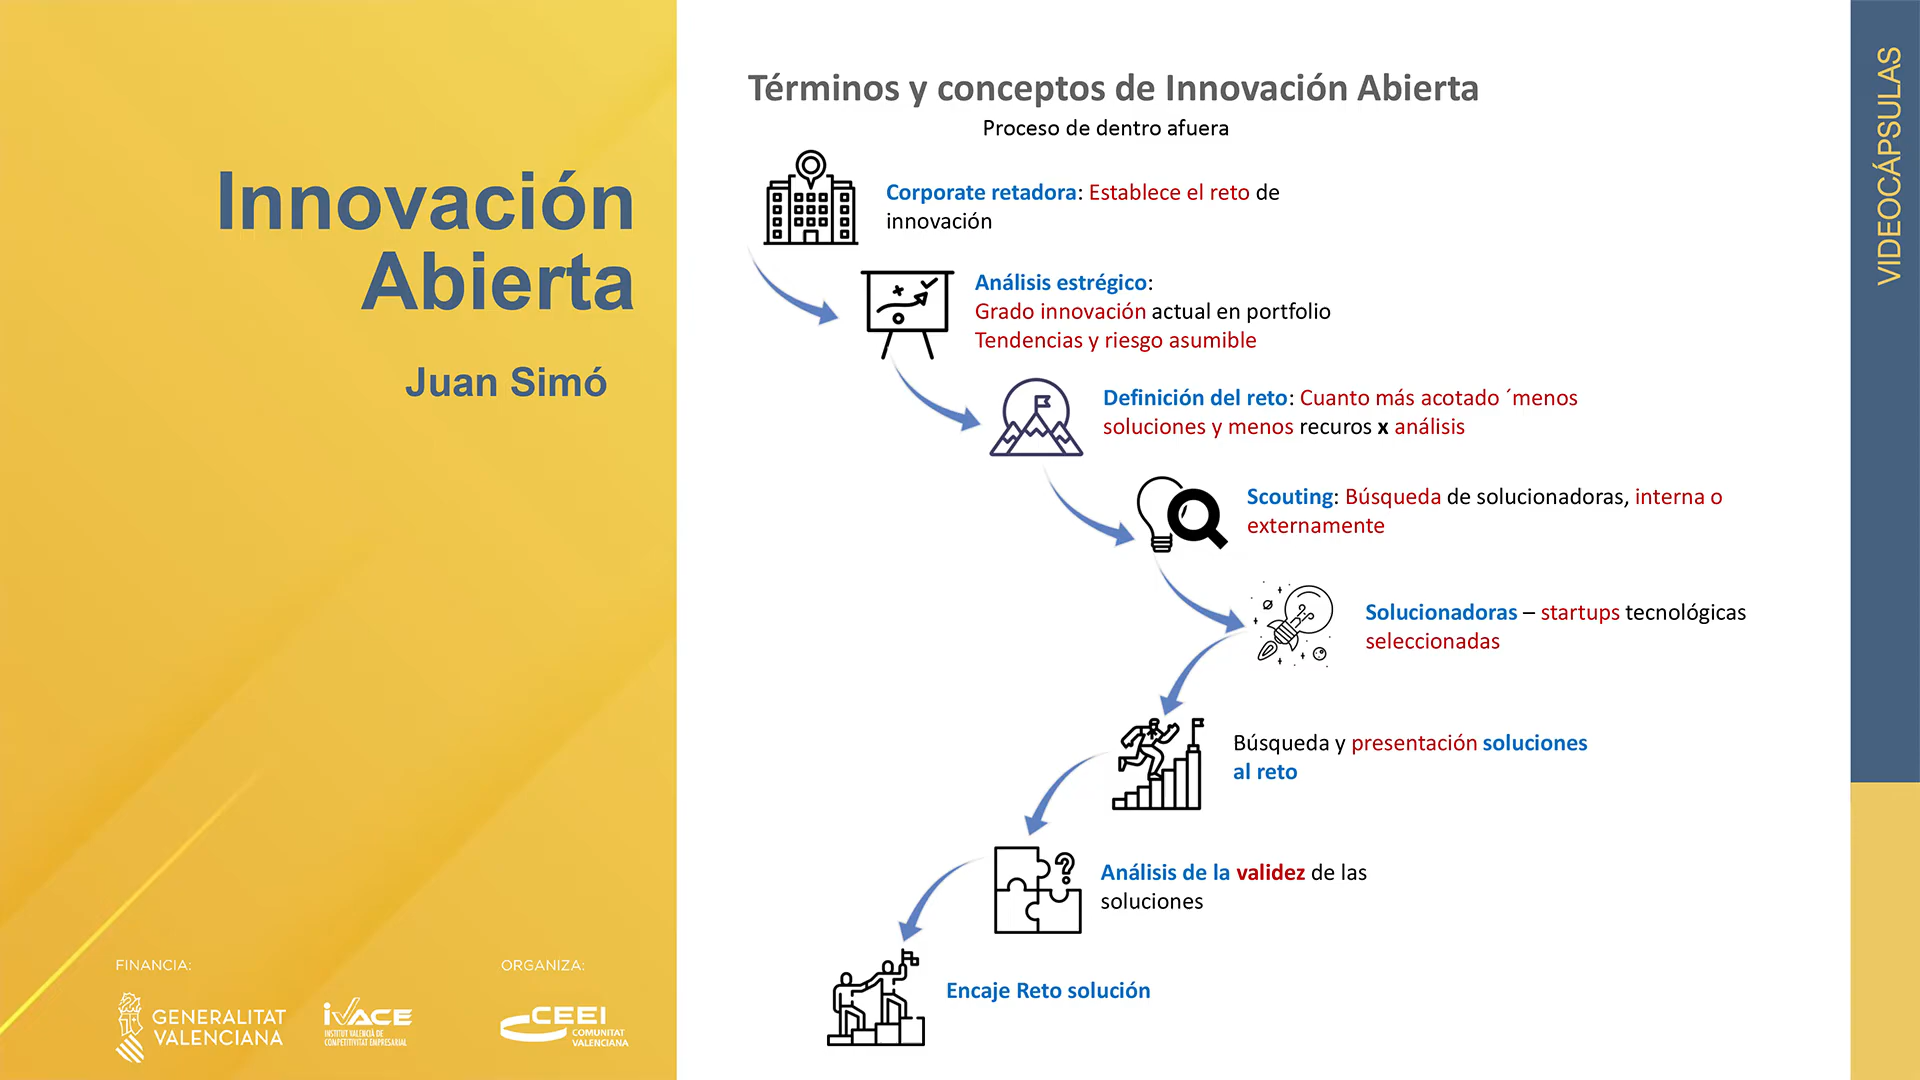 Innovación
Abierta
Juan Simó
FINANCIA:
GENERALITAT
VALENCIANA
iVACE
INSTITUT VALENCIÀ DE
COMPETITIVITAT EMPRESARIAL
ORGANIZA:
CEEI
COMUNITAT
VALENCIANA
Términos y conceptos de Innovación Abierta
Proceso de dentro afuera
Corporate retadora: Establece el reto de
innovación
Análisis estrégico:
Grado innovación actual en portfolio
Tendencias y riesgo asumible
Definición del reto: Cuanto más acotado ´menos
soluciones y menos recuros x análisis
Scouting: Búsqueda de solucionadoras, interna o
externamente
Solucionadoras – startups tecnológicas
seleccionadas
Búsqueda y presentación soluciones
al reto
Análisis de la validez de las
soluciones
Encaje Reto solución
VIDEOCÁPSULAS